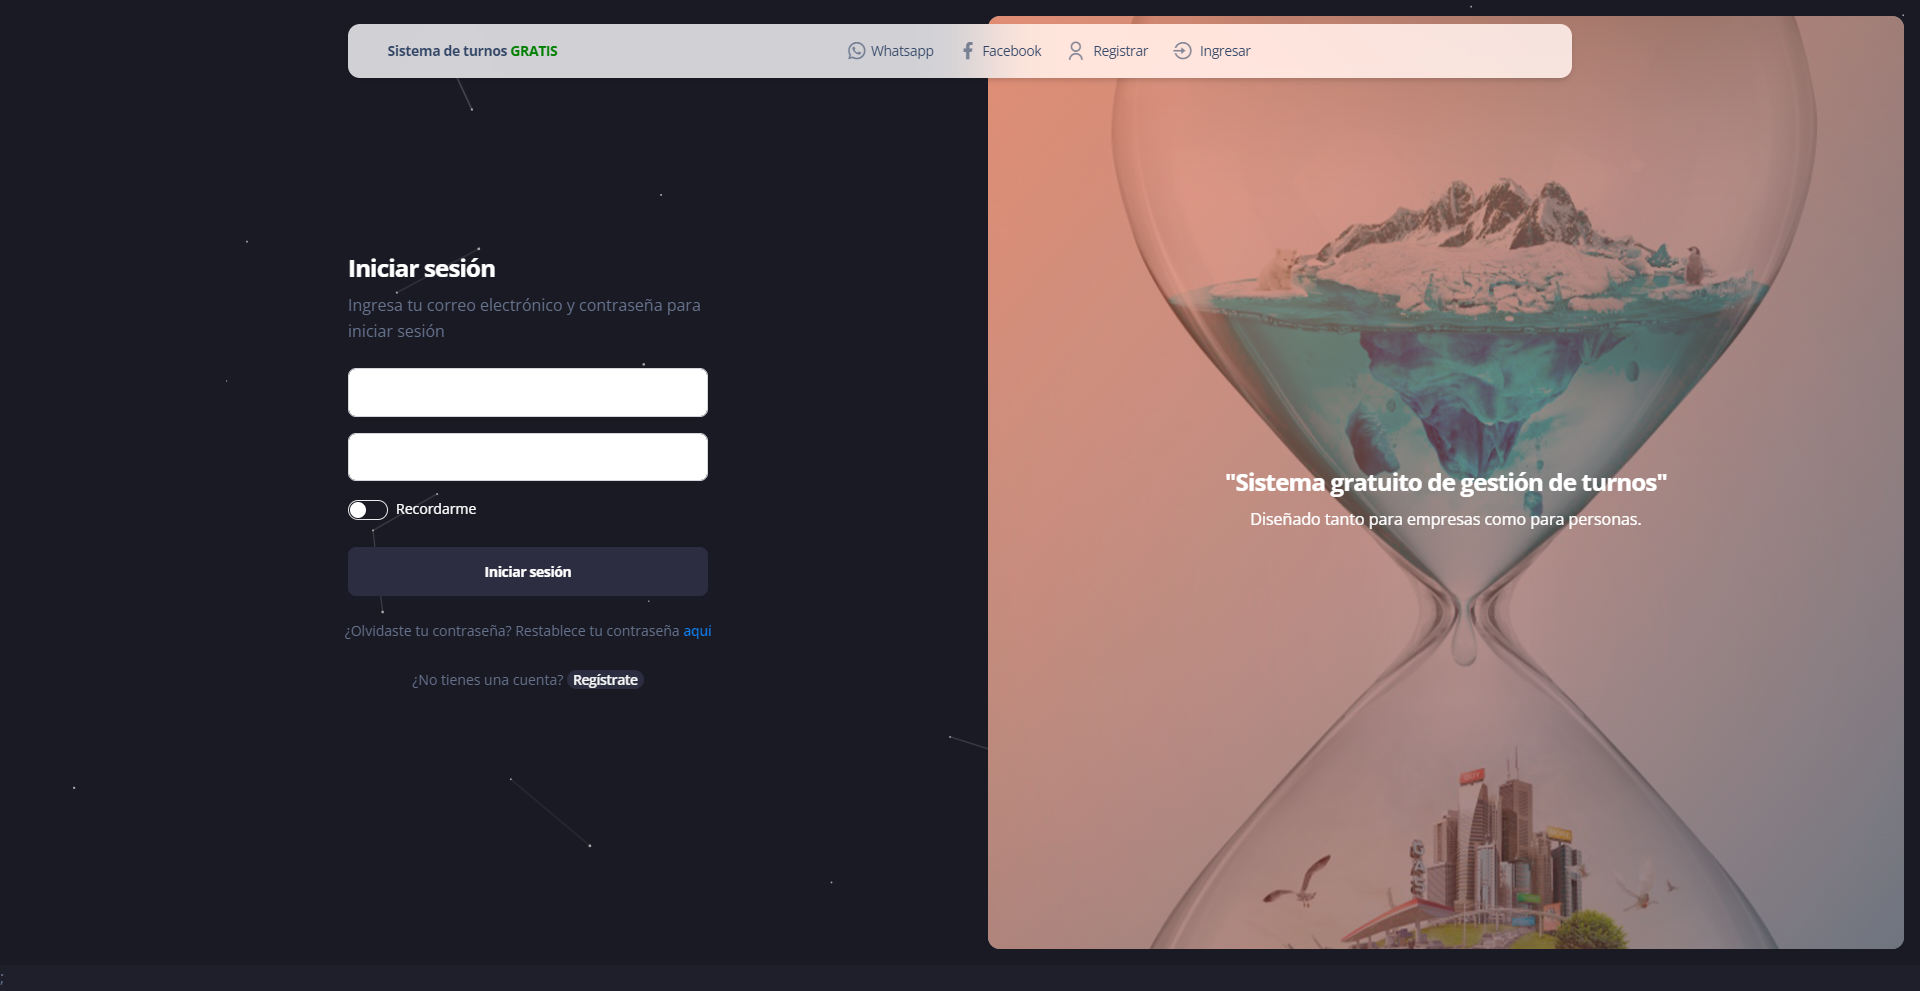 Sistema de turnos GRATIS
Whatsapp
Facebook
Registrar
Ingresar
Iniciar sesión
Ingresa tu correo electrónico y contraseña para
iniciar sesión
Recordarme
Iniciar sesión
¿Olvidaste tu contraseña? Restablece tu contraseña aqui
¿No tienes una cuenta? Regístrate
"Sistema gratuito de gestión de turnos"
Diseñado tanto para empresas como para personas.
;